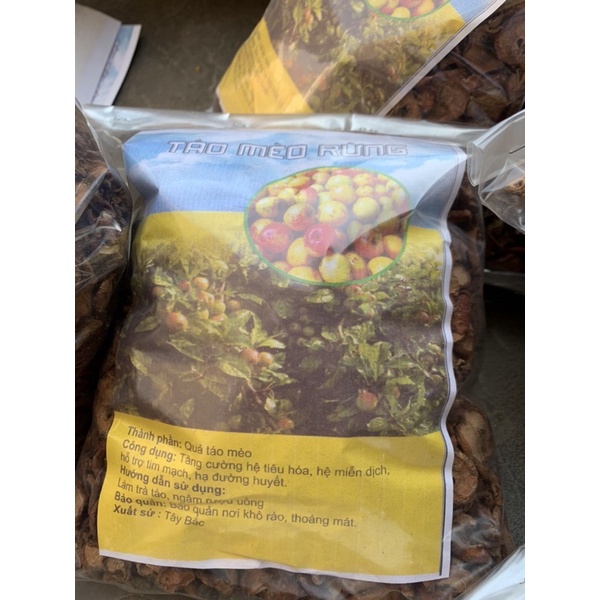 TÁO MÈO RỪNG
Thành phần: Quả táo mèo
Công dụng: Tăng cường hệ tiêu hóa, hệ miễn dịch,
hỗ trợ tim mạch, hạ đường huyết.
Hướng dẫn sử dụng:
Làm trà táo, ngâm rượu uống
Bảo quản: Bảo quản nơi khô ráo, thoáng mát.
Xuất sứ : Tây Bắc